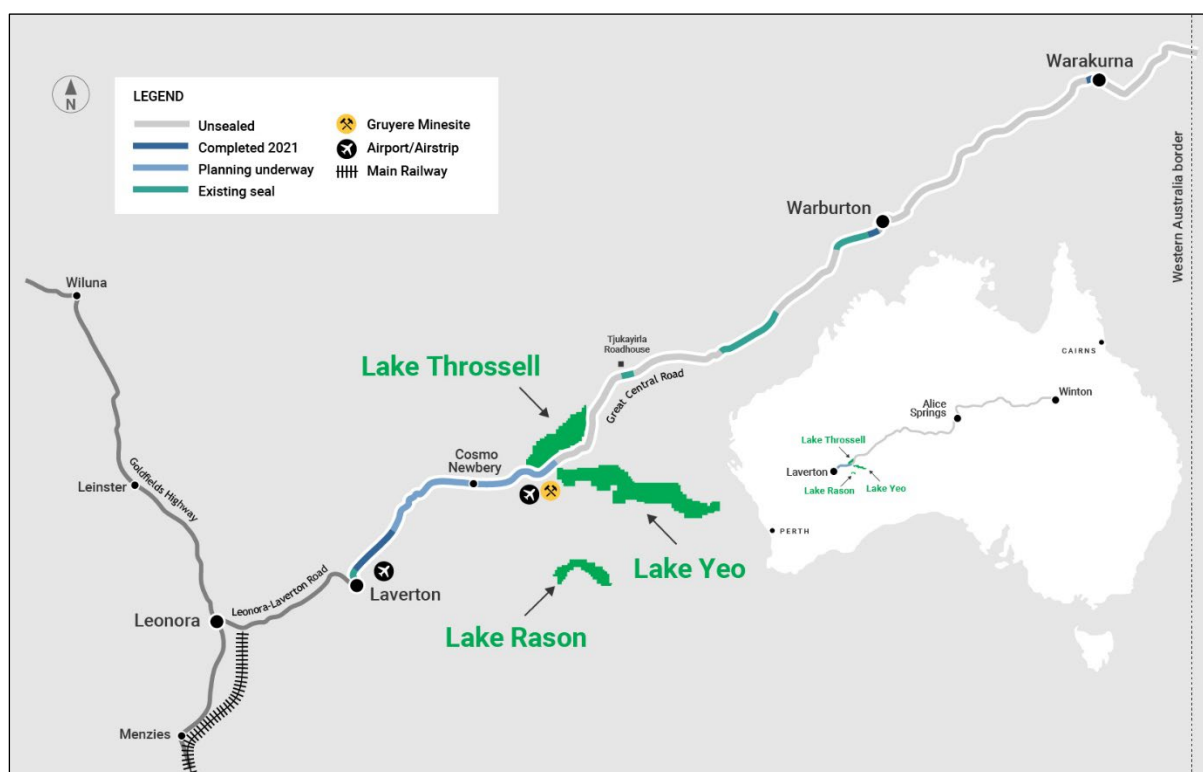 N
LEGEND
Unsealed
Completed 2021
Planning underway
Existing seal
Gruyere Minesite
Airport/Airstrip
Main Railway
Warakurna
Western Australia border
Warburton
Wiluna
Tjukayirla
Roadhouse
Great Central Road
Lake Throssell
Cosmo
Newbery
Leinster
Goldfields Highway
Lake Yeo
Laverton
Leonora-Laverton Road
Leonora
Lake Rason
Menzies
CAIRNS
Winton
Alice
Springs
Lake Throssell
Laverton
Lake Yeo
Lake Rason
PERTH